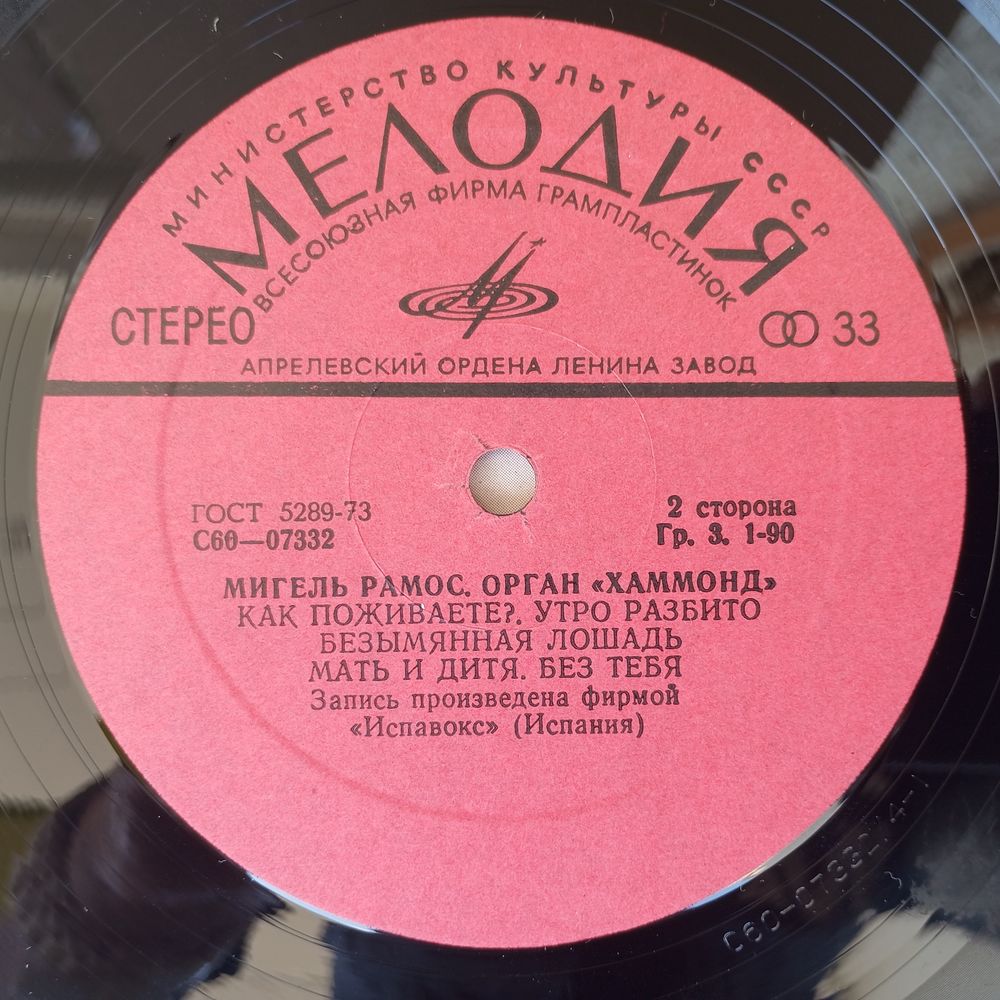 МИНИСТЕРСТВО КУЛЬТУРЫ СССР
МЕЛОДИЯ
ВСЕСОЮЗНАЯ ФИРМА ГРАМПЛАСТИНОК
СТЕРЕО
33
АПРЕЛЕВСКИЙ ОРДЕНА ЛЕНИНА ЗАВОД
ГОСТ 5289-73
С60—07332
2 сторона
Гр. 3. 1-90
МИГЕЛЬ РАМОС. ОРГАН «ХАММОНД»
КАК ПОЖИВАЕТЕ?. УТРО РАЗБИТО
БЕЗЫМЯННАЯ ЛОШАДЬ
МАТЬ И ДИТЯ. БЕЗ ТЕБЯ
Запись произведена фирмой
«Испавокс» (Испания)